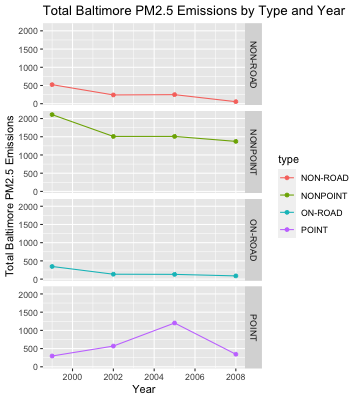 Total Baltimore PM2.5 Emissions by Type and Year
Total Baltimore PM2.5 Emissions
2000
1500
1000
500
0
NON-ROAD
2000
1500
1000
500
0
NONPOINT
2000
1500
1000
500
0
ON-ROAD
2000
1500
1000
500
0
POINT
2000 2002 2004 2006 2008
Year
type
NON-ROAD
NONPOINT
ON-ROAD
POINT